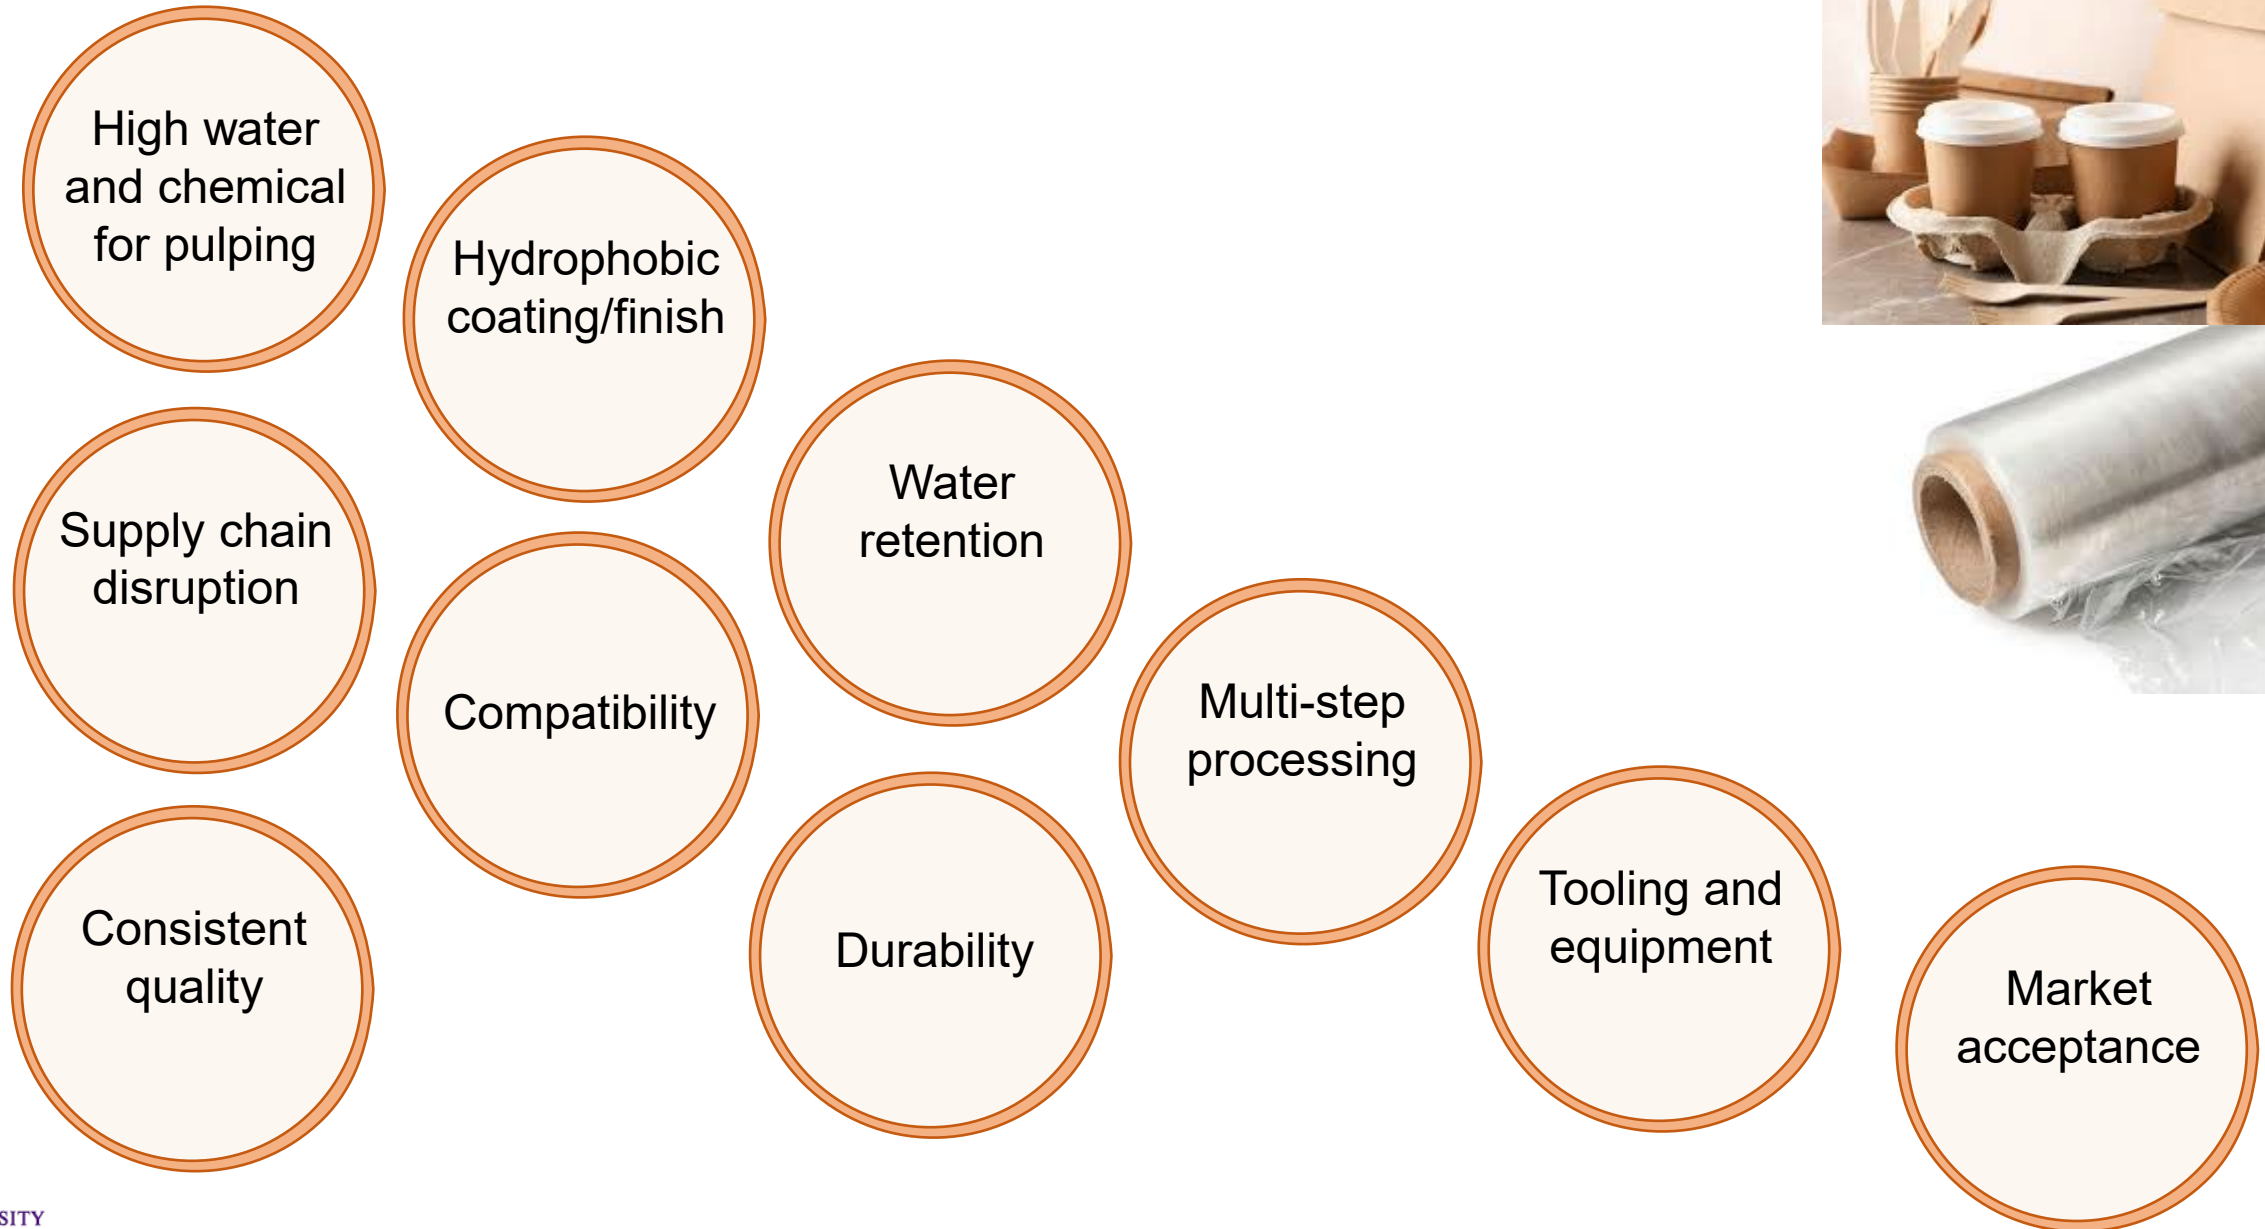 High water
and chemical
for pulping
Supply chain
disruption
Consistent
quality
Hydrophobic
coating/finish
Compatibility
Water
retention
Durability
Multi-step
processing
Tooling and
equipment
Market
acceptance
SITY